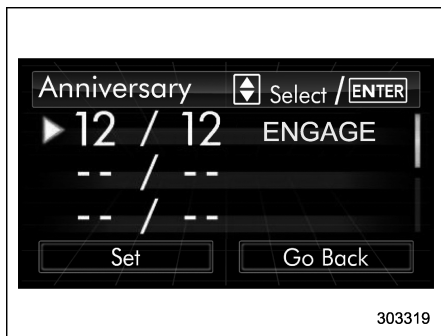 Anniversary Select / ENTER
12 / 12 ENGAGE
-- / --
-- / --
Set Go Back
303319